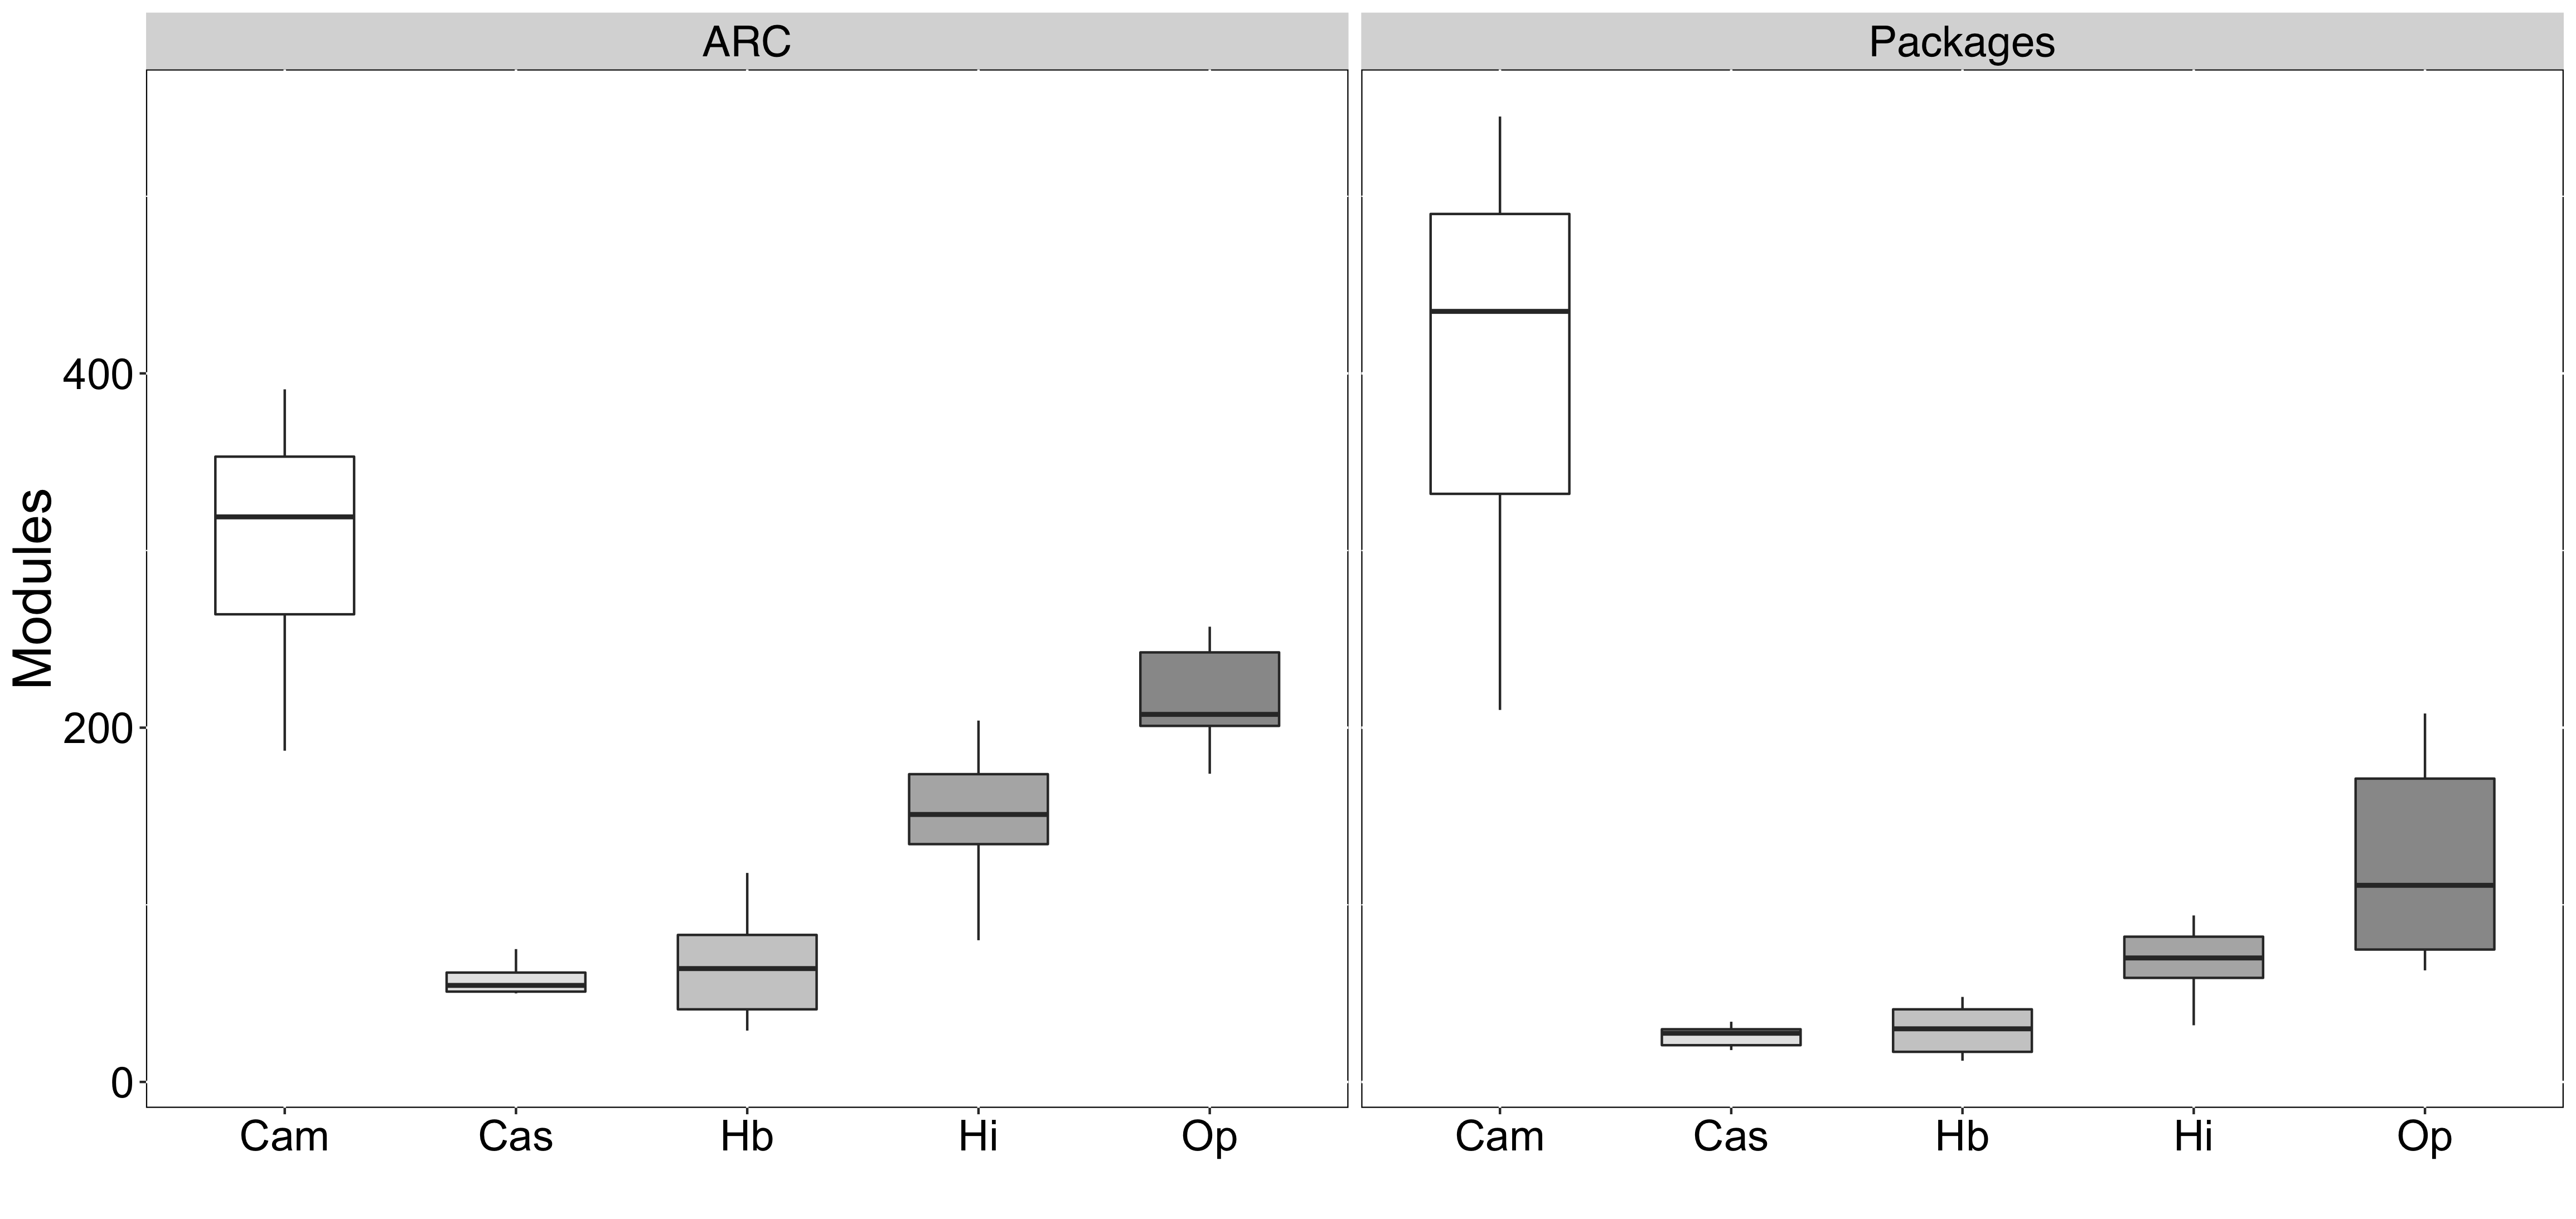 ARC
Packages
Modules
400
200
0
Cam Cas Hb Hi Op
Cam Cas Hb Hi Op